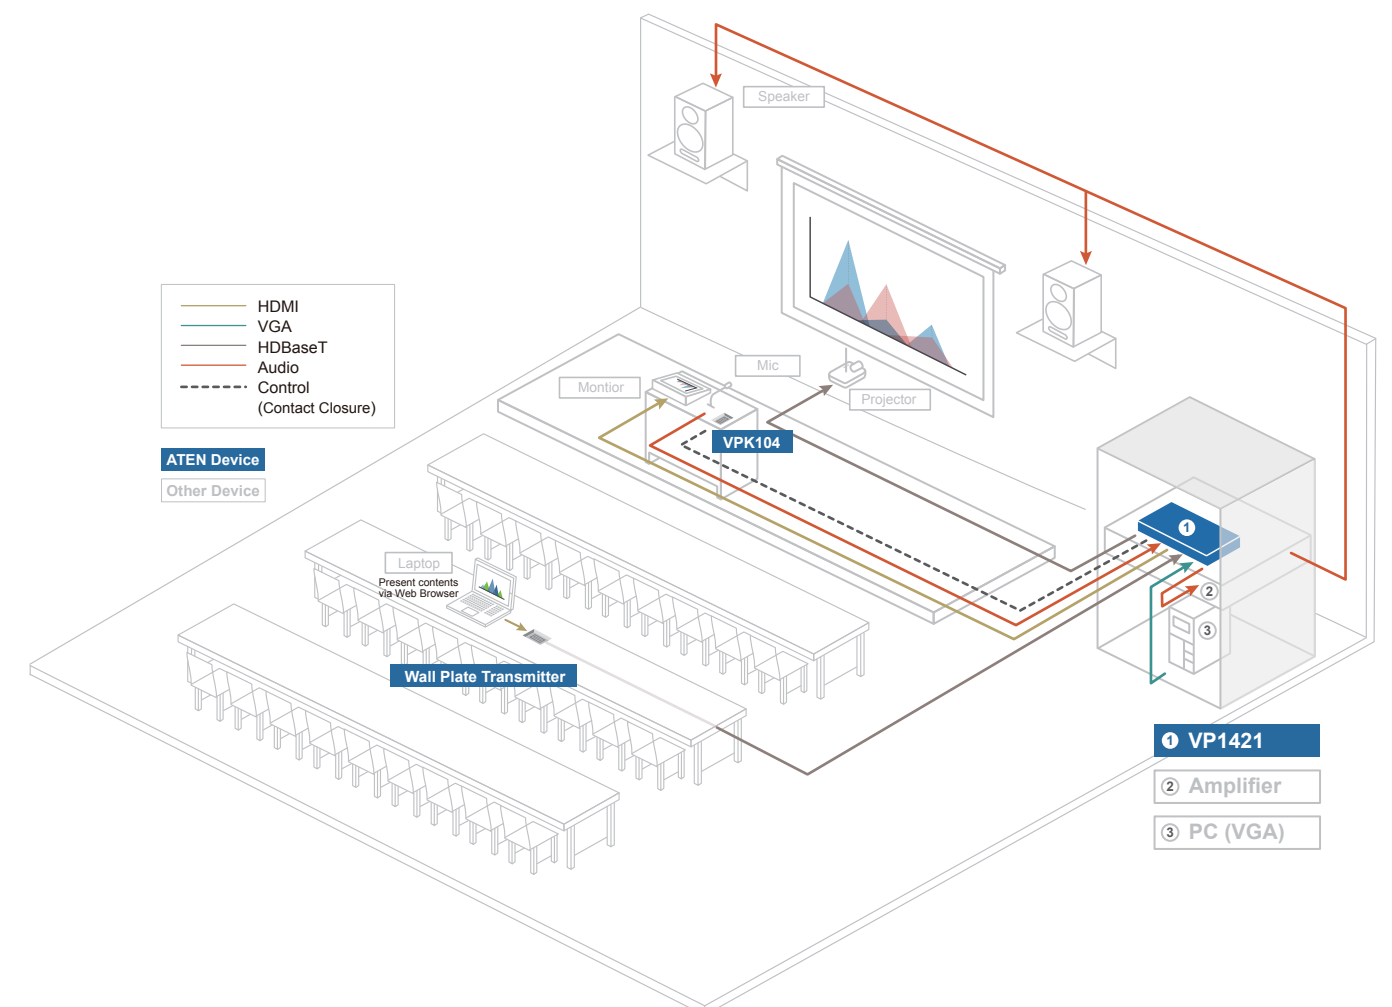 Speaker
HDMI
VGA
HDBaseT
Audio
Control
(Contact Closure)
Mic
Montior
Projector
VPK104
ATEN Device
Other Device
1
Laptop
Present contents
via Web Browser
2
3
Wall Plate Transmitter
1 VP1421
2 Amplifier
3 PC (VGA)